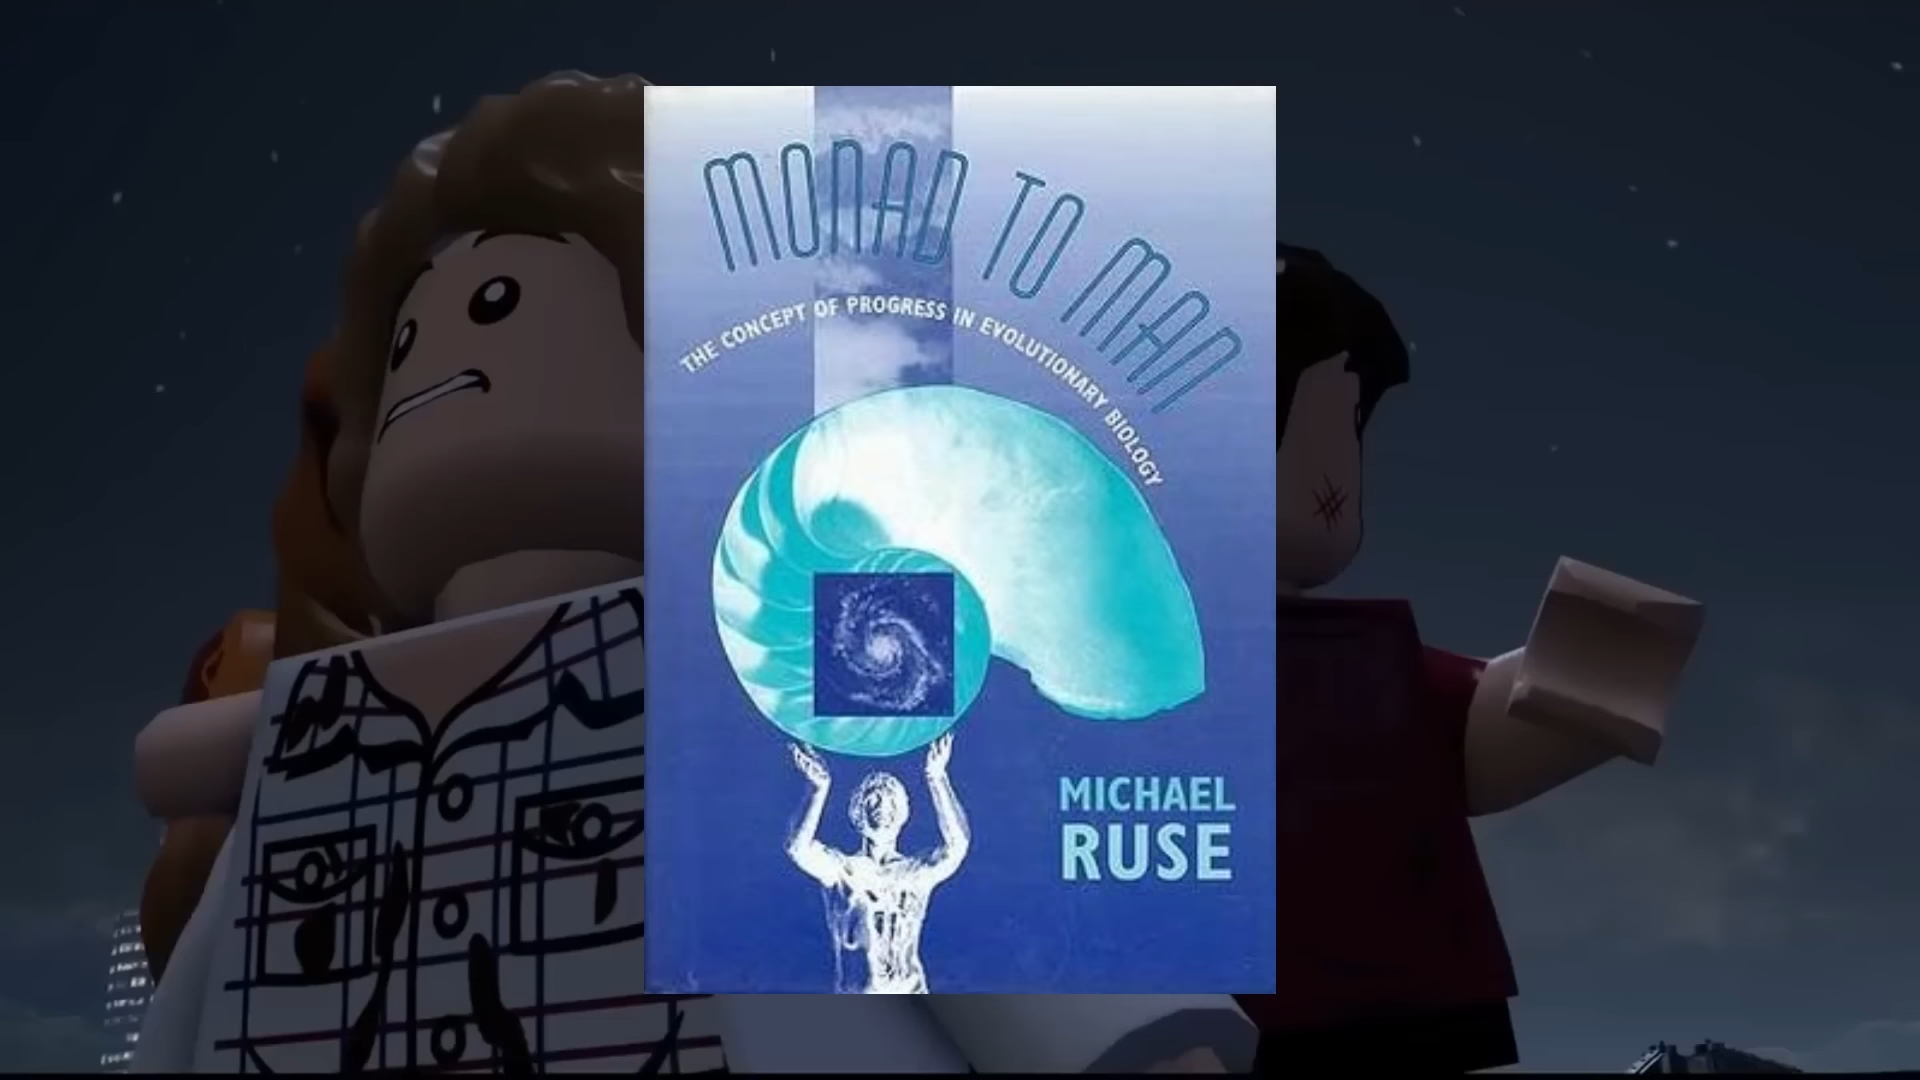 MONAD TO MAN
THE CONCEPT OF PROGRESS IN EVOLUTIONARY BIOLOGY
MICHAEL
RUSE